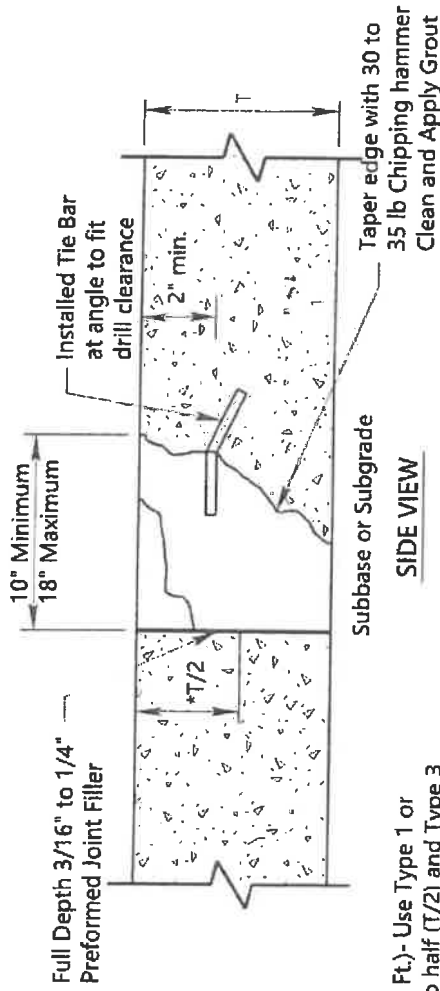 Full Depth 3/16" to 1/4"
Preformed Joint Filler
10" Minimum
18" Maximum
Installed Tie Bar
at angle to fit
drill clearance
2" min.
T
*T/2
Taper edge with 30 to
35 lb Chipping hammer
Clean and Apply Grout
Subbase or Subgrade
SIDE VIEW
Ft.)- Use Type 1 or
o half (T/2) and Type 3